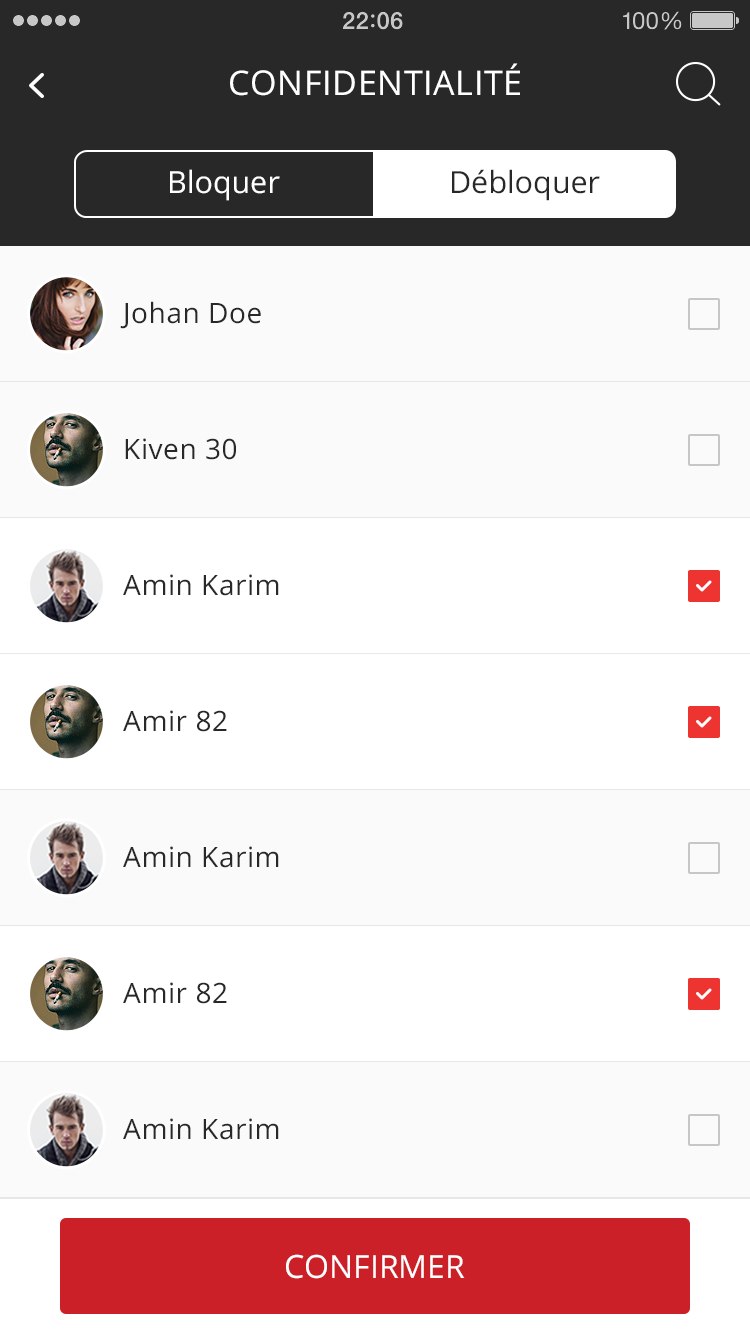 22:06 100%
CONFIDENTIALITÉ
Bloquer Débloquer
Johan Doe
Kiven 30
Amin Karim
Amir 82
Amin Karim
Amir 82
Amin Karim
CONFIRMER